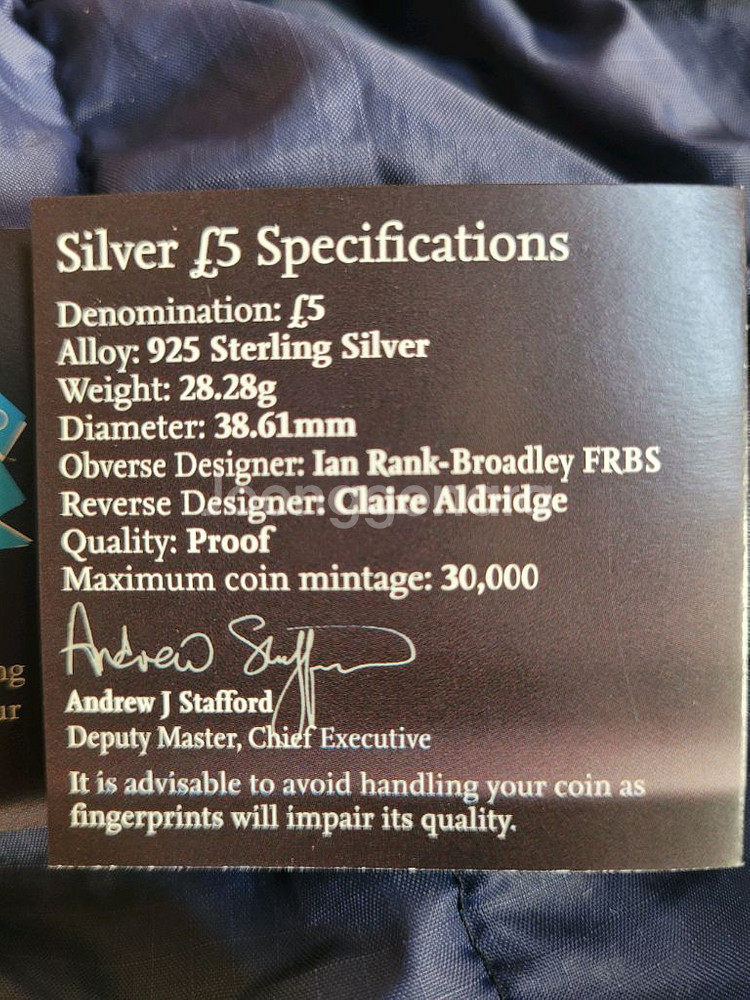 Silver £5 Specifications
Denomination: £5
Alloy: 925 Sterling Silver
Weight: 28.28g
Diameter: 38.61mm
Obverse Designer: Ian Rank-Broadley FRBS
Reverse Designer: Claire Aldridge
Quality: Proof
Maximum coin mintage: 30,000
Andrew Stafford
Andrew J Stafford
Deputy Master, Chief Executive
It is advisable to avoid handling your coin as
fingerprints will impair its quality.